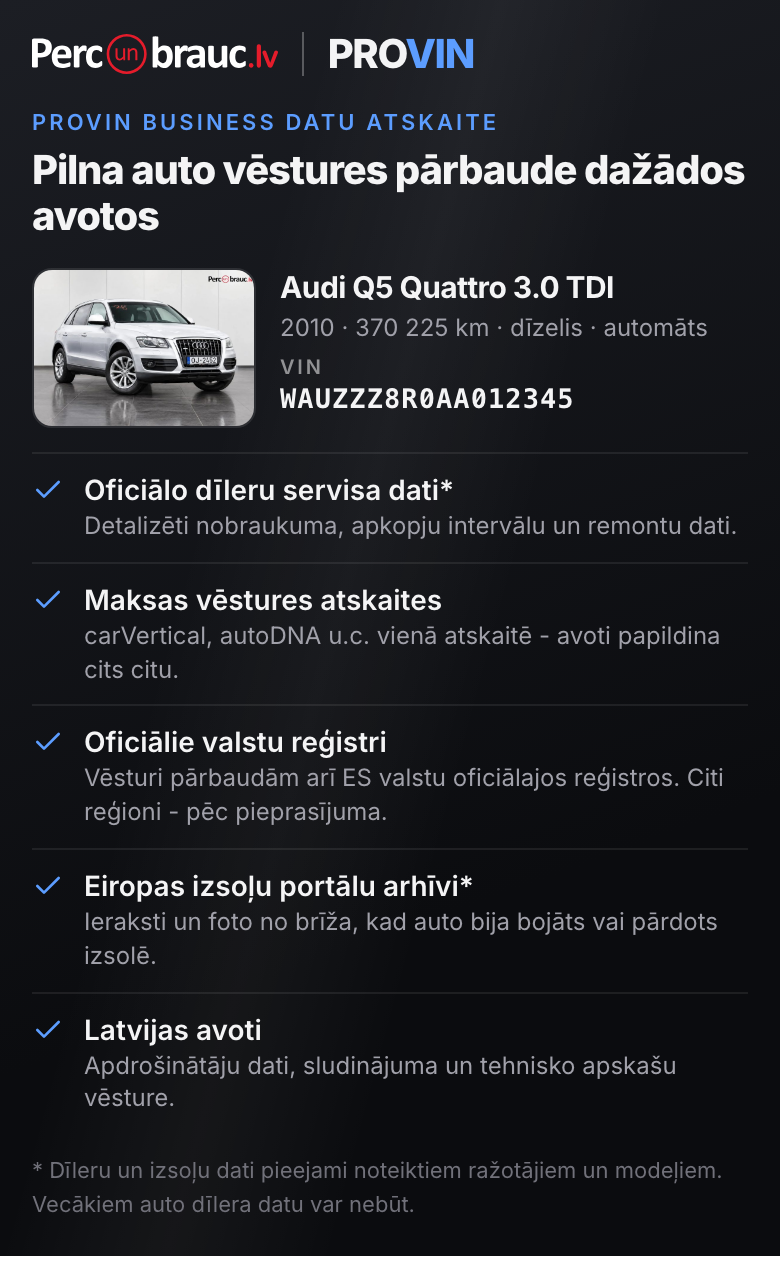 Perc un brauc.lv | PROVIN
PROVIN BUSINESS DATU ATSKAITE
Pilna auto vēstures pārbaude dažādos
avotos
Perc un brauc.lv
Audi Q5 Quattro 3.0 TDI
2010 · 370 225 km · dīzelis · automāts
VIN
WAUZZZ8R0AA012345
Oficiālo dīleru servisa dati*
Detalizēti nobraukuma, apkopju intervālu un remontu dati.
Maksas vēstures atskaites
carVertical, autoDNA u.c. vienā atskaitē - avoti papildina
cits citu.
Oficiālie valstu reģistri
Vēsturi pārbaudām arī ES valstu oficiālajos reģistros. Citi
reģioni - pēc pieprasījuma.
Eiropas izsoļu portālu arhīvi*
Ieraksti un foto no brīža, kad auto bija bojāts vai pārdots
izsolē.
Latvijas avoti
Apdrošinātāju dati, sludinājuma un tehnisko apskašu
vēsture.
* Dīleru un izsoļu dati pieejami noteiktiem ražotājiem un modeļiem.
Vecākiem auto dīlera datu var nebūt.